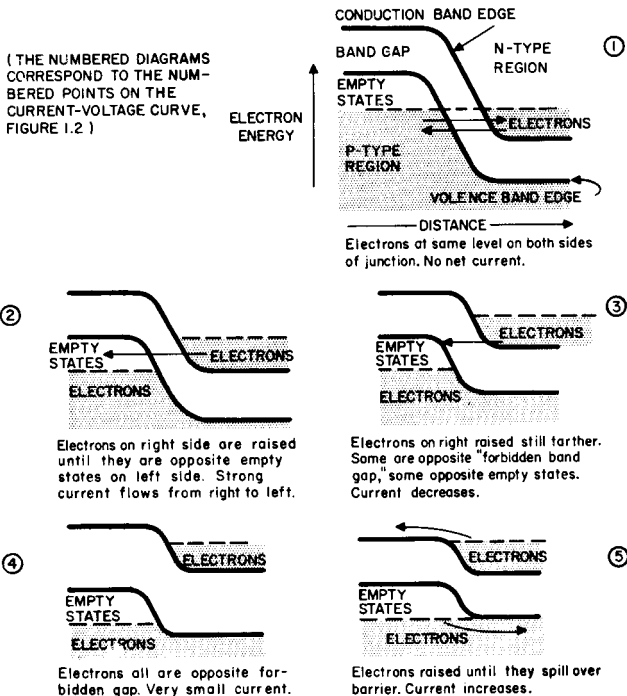 (THE NUMBERED DIAGRAMS
CORRESPOND TO THE NUM-
BERED POINTS ON THE
CURRENT-VOLTAGE CURVE,
FIGURE 1.2)
ELECTRON
ENERGY
CONDUCTION BAND EDGE
BAND GAP
N-TYPE
REGION
①
EMPTY
STATES
ELECTRONS
P-TYPE
REGION
VOLENCE BAND EDGE
DISTANCE
Electrons at same level on both sides
of junction. No net current.
②
EMPTY
STATES
ELECTRONS
ELECTRONS
Electrons on right side are raised
until they are opposite empty
states on left side. Strong
current flows from right to left.
③
ELECTRONS
EMPTY
STATES
ELECTRONS
Electrons on right raised still tarther.
Some are opposite "forbidden band
gap," some opposite empty states.
Current decreases.
④
ELECTRONS
EMPTY
STATES
ELECTRONS
Electrons all are opposite for-
bidden gap. Very small current.
⑤
ELECTRONS
EMPTY
STATES
ELECTRONS
Electrons raised until they spill over
barrier. Current increases.